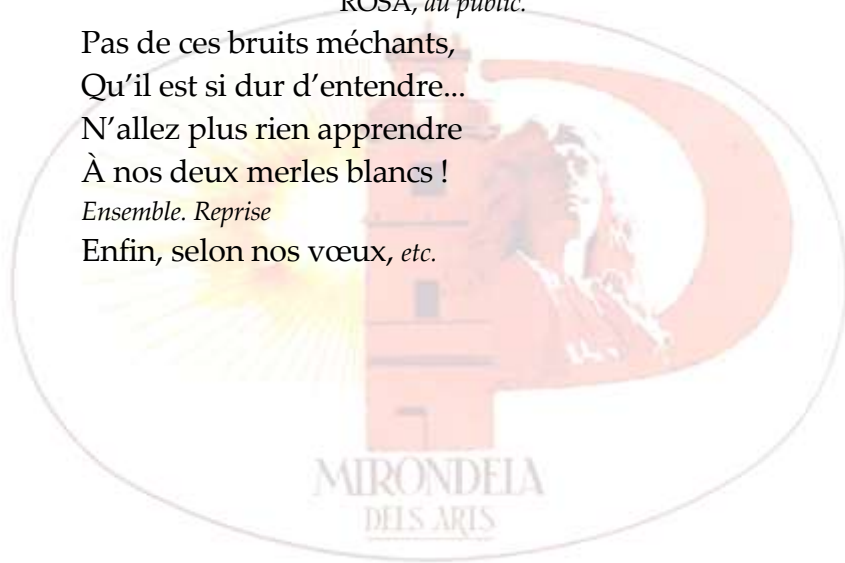 ROSA, au public.
Pas de ces bruits méchants,
Qu’il est si dur d’entendre...
N’allez plus rien apprendre
À nos deux merles blancs !
Ensemble. Reprise
Enfin, selon nos vœux, etc.
MIRONDELA
DELS ARTS